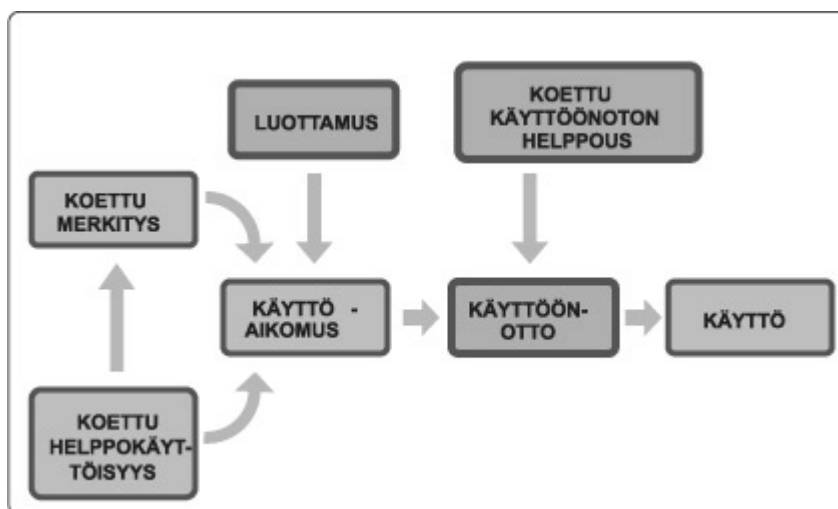 LUOTTAMUS
KOETTU
KÄYTTÖÖNOTON
HELPPOUS
KOETTU
MERKITYS
KÄYTTÖ -
AIKOMUS
KÄYTTÖÖN-
OTTO
KÄYTTÖ
KOETTU
HELPPOKÄYT-
TÖISYYS